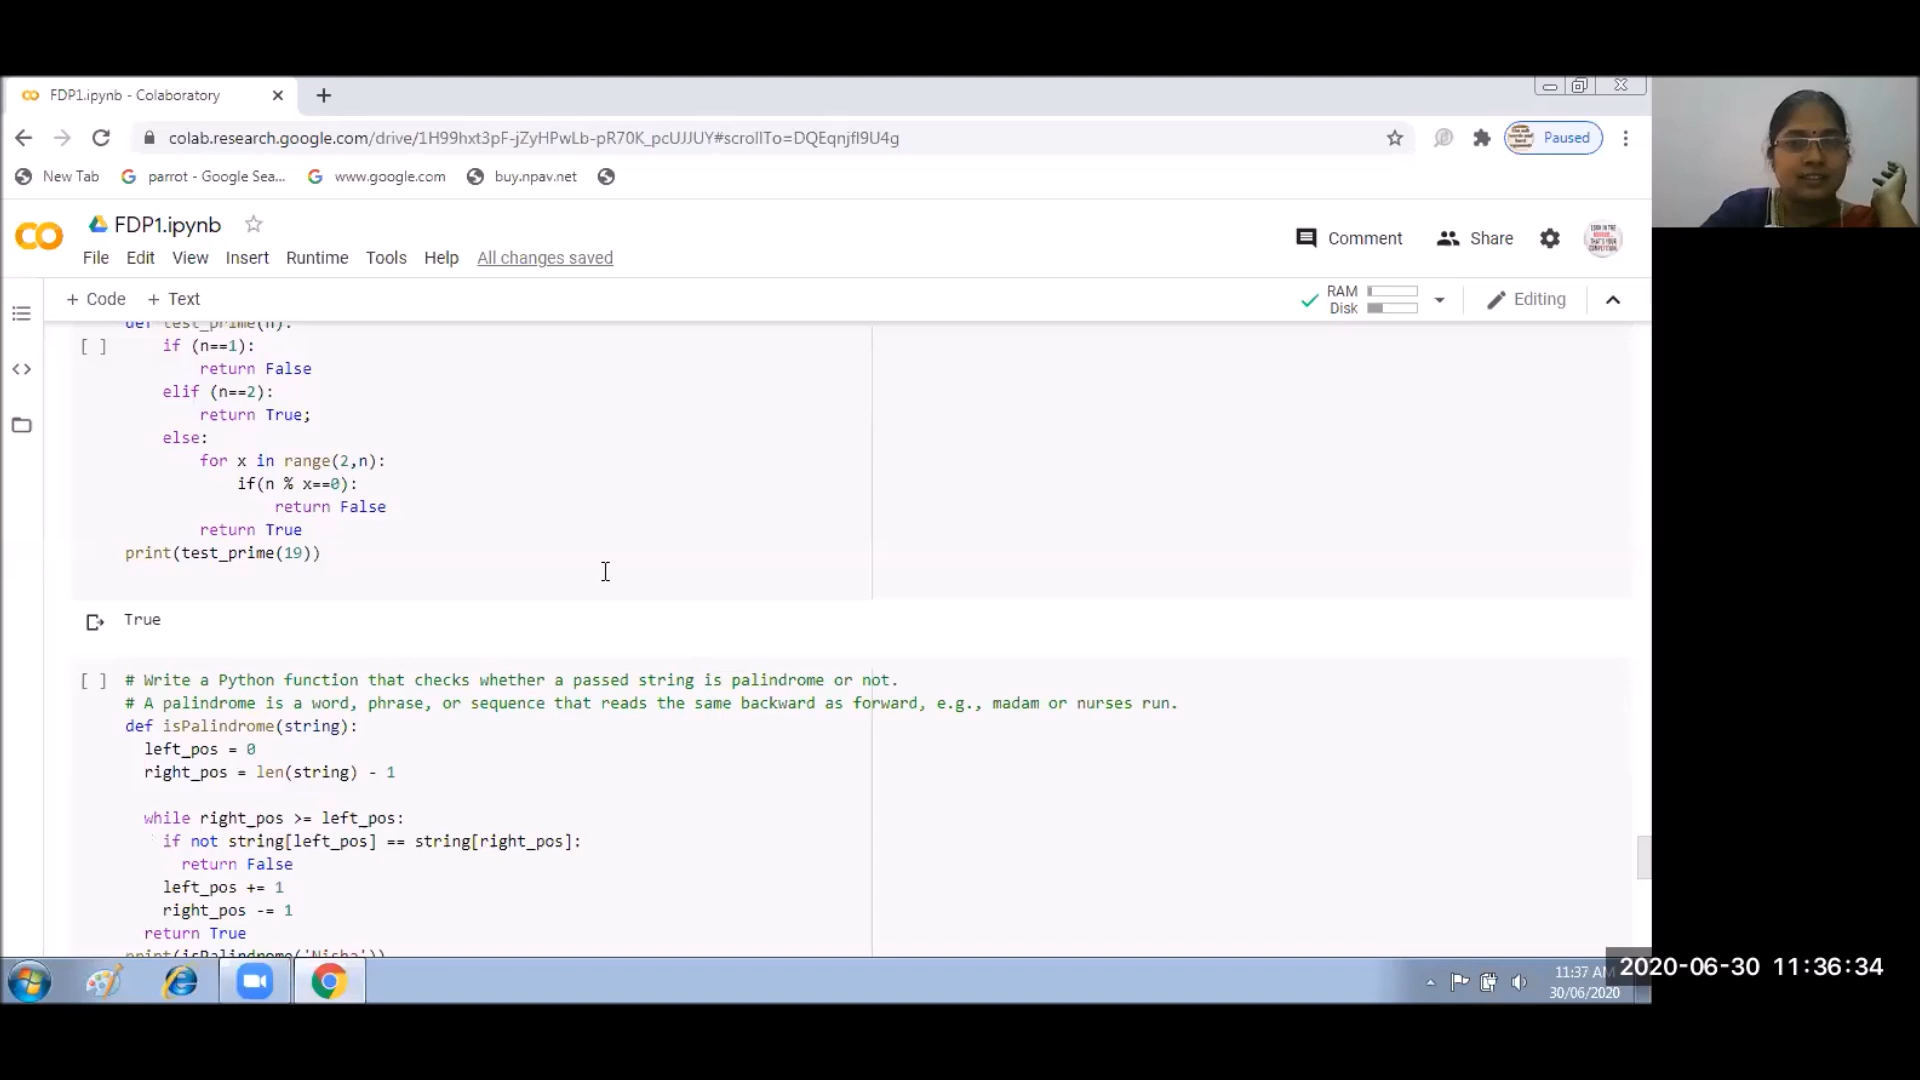 FDP1.ipynb - Colaboratory
colab.research.google.com/drive/1H99hxt3pF-jZyHPwLb-pR70K_pcUJJUY#scrollTo=DQEqnjfI9U4g
Paused
New Tab
parrot - Google Sea...
www.google.com
buy.npav.net
FDP1.ipynb
Comment
Share
File Edit View Insert Runtime Tools Help All changes saved
+ Code + Text
RAM
Disk
Editing
def test_prime(n):
[ ] if (n==1):
return False
elif (n==2):
return True;
else:
for x in range(2,n):
if(n % x==0):
return False
return True
print(test_prime(19))
True
[ ] # Write a Python function that checks whether a passed string is palindrome or not.
# A palindrome is a word, phrase, or sequence that reads the same backward as forward, e.g., madam or nurses run.
def isPalindrome(string):
left_pos = 0
right_pos = len(string) - 1
while right_pos >= left_pos:
if not string[left_pos] == string[right_pos]:
return False
left_pos += 1
right_pos -= 1
return True
print(isPalindrome('Nisha'))
11:37 AM
30/06/2020
2020-06-30 11:36:34